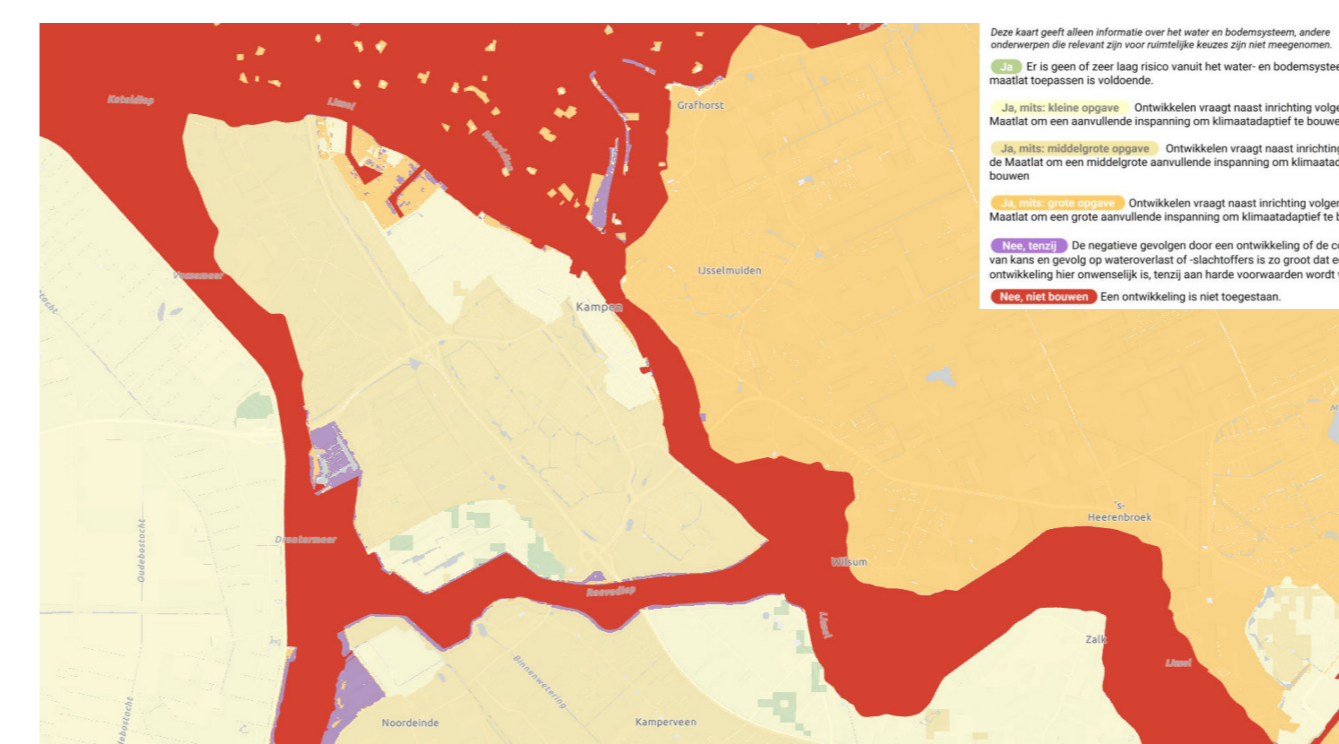 Deze kaart geeft alleen informatie over het water en bodemsysteem, andere
onderwerpen die relevant zijn voor ruimtelijke keuzes zijn niet meegenomen.
Ja Er is geen of zeer laag risico vanuit het water- en bodemsystee
maatlat toepassen is voldoende.
Ja, mits: kleine opgave Ontwikkelen vraagt naast inrichting volge
Maatlat om een aanvullende inspanning om klimaatadaptief te bouwe
Ja, mits: middelgrote opgave Ontwikkelen vraagt naast inrichting
de Maatlat om een middelgrote aanvullende inspanning om klimaatad
bouwen
Ja, mits: grote opgave Ontwikkelen vraagt naast inrichting volgen
Maatlat om een grote aanvullende inspanning om klimaatadaptief te b
Nee, tenzij De negatieve gevolgen door een ontwikkeling of de co
van kans en gevolg op wateroverlast of -slachtoffers is zo groot dat e
ontwikkeling hier onwenselijk is, tenzij aan harde voorwaarden wordt
Nee, niet bouwen Een ontwikkeling is niet toegestaan.
Keteldiep
IJssel
Grafhorst
Noorddiep
Vossemeer
tocht
IJsselmuiden
Kampen
's-
Heerenbroek
Oudebostocht
Drontermeer
Wilsum
Reevediep
IJssel
Zalk
IJssel
Binnenwetering
Noordeinde
Kamperveen
debostocht